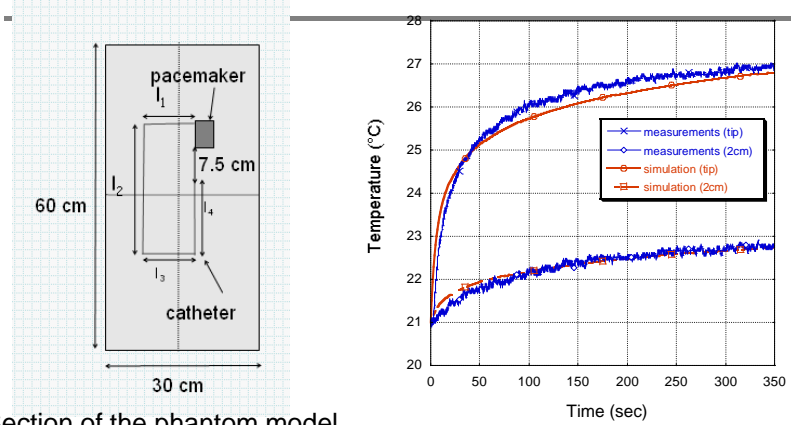 pacemaker
l1
7.5 cm
l2
60 cm
l4
l3
catheter
30 cm
Section of the phantom model
28
27
26
25
24
23
22
21
20
Temperature (°C)
measurements (tip)
measurements (2cm)
simulation (tip)
simulation (2cm)
0 50 100 150 200 250 300 350
Time (sec)